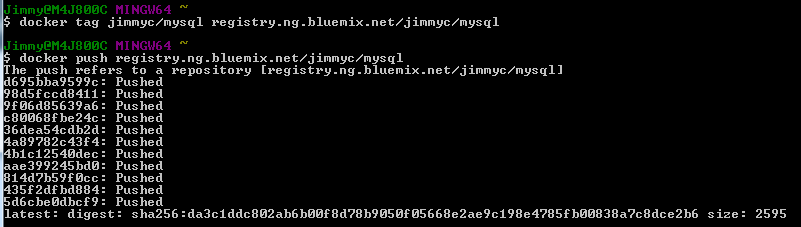 Jimmy@M4J800C MINGW64 ~
$ docker tag jimmyc/mysql registry.ng.bluemix.net/jimmyc/mysql
Jimmy@M4J800C MINGW64 ~
$ docker push registry.ng.bluemix.net/jimmyc/mysql
The push refers to a repository [registry.ng.bluemix.net/jimmyc/mysql]
d695bba9599c: Pushed
98d5fccd8411: Pushed
9f06d85639a6: Pushed
c80068fbe24c: Pushed
36dea54cdb2d: Pushed
4a89782c43f4: Pushed
4b1c12540dec: Pushed
aae399245bd0: Pushed
814d7b59f0cc: Pushed
435f2dfbd884: Pushed
5d6cbe0dbcf9: Pushed
latest: digest: sha256:da3c1ddc802ab6b00f8d78b9050f05668e2ae9c198e4785fb00838a7c8dce2b6 size: 2595